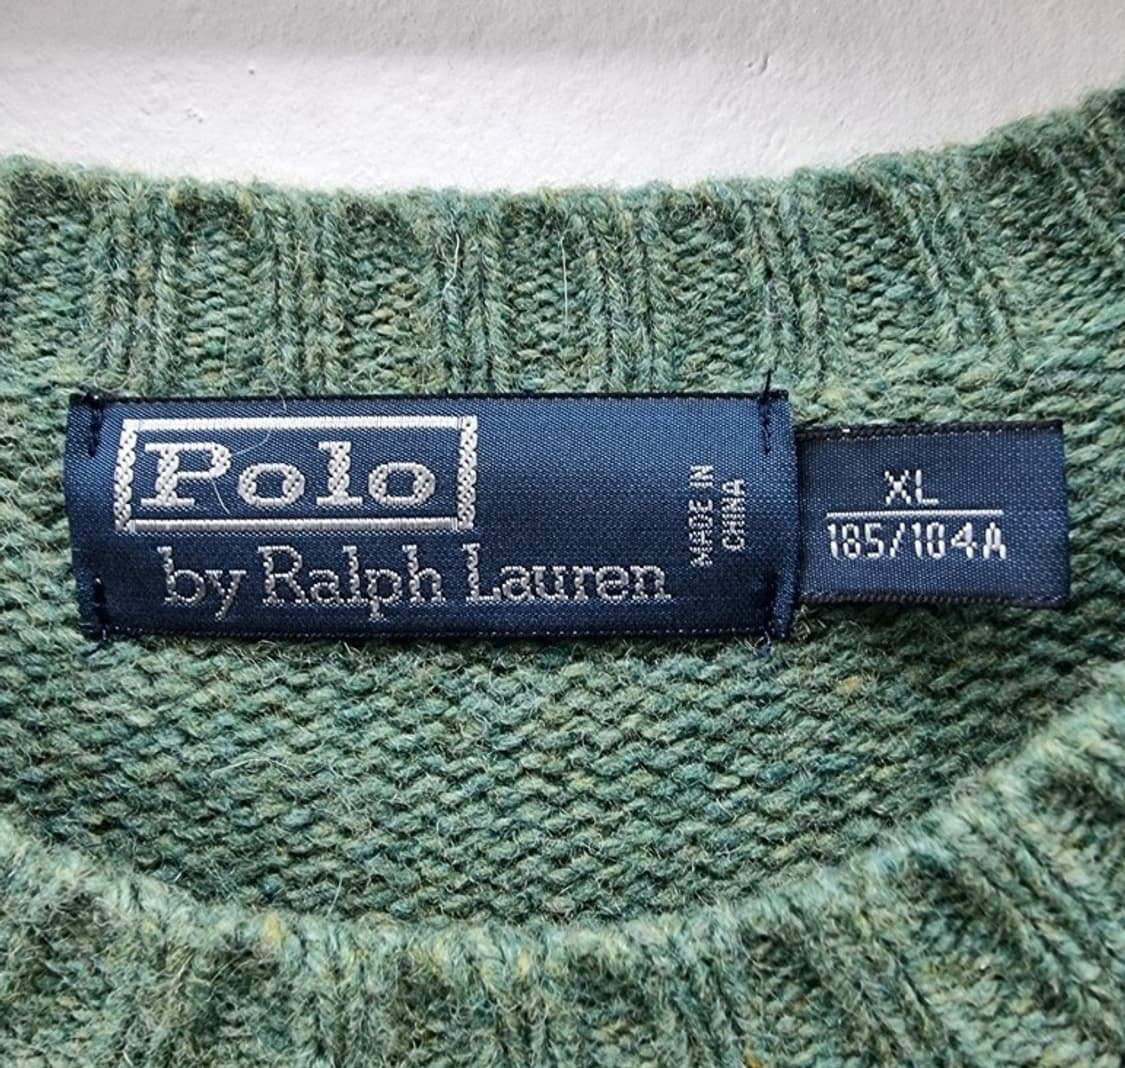 Polo
by Ralph Lauren
MADE IN
CHINA
XL
185/104A